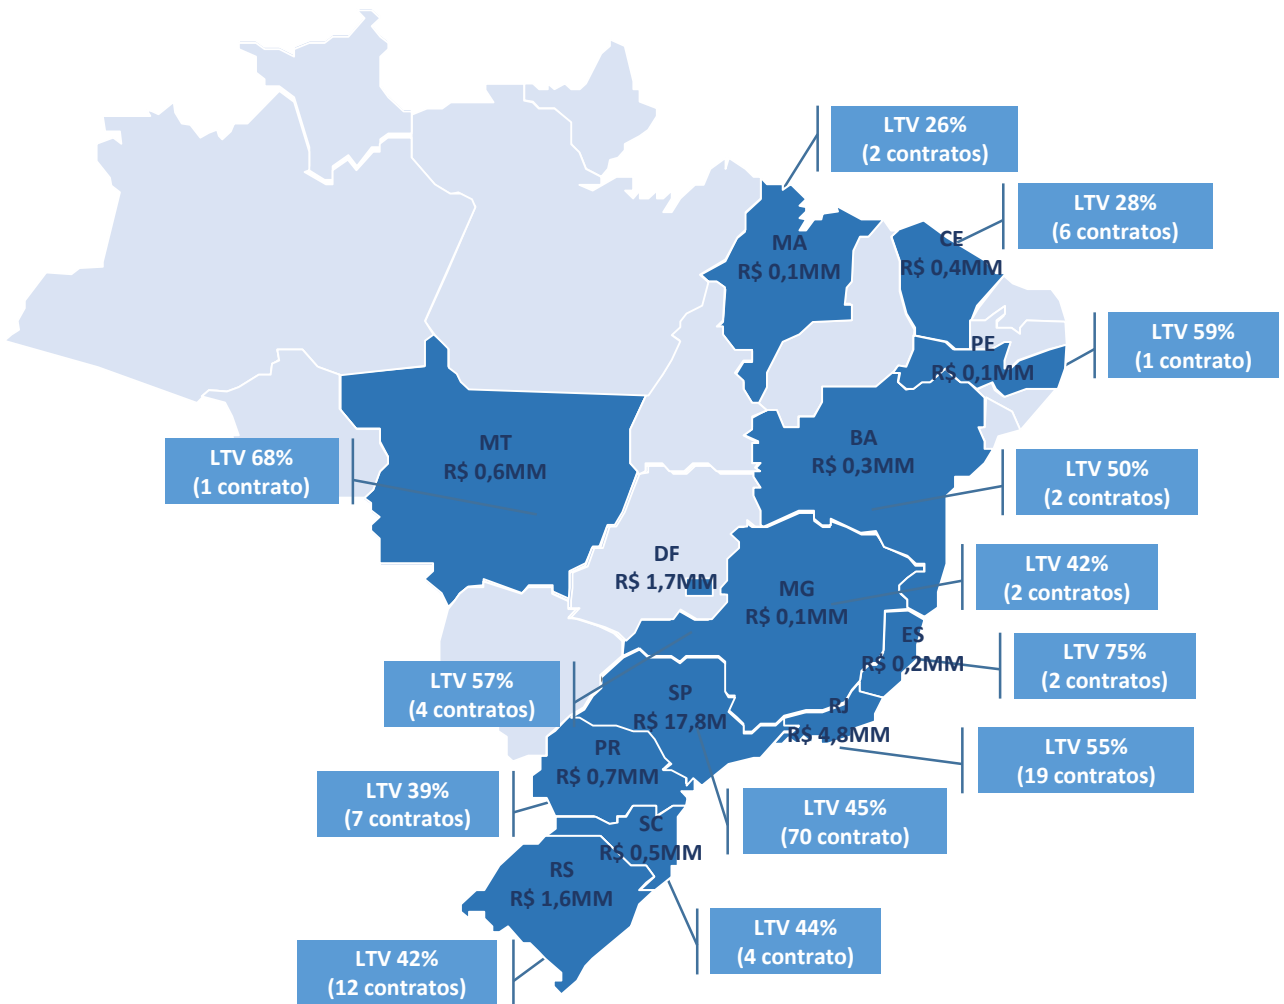 LTV 26%
(2 contratos)
LTV 28%
(6 contratos)
MA
R$ 0,1MM
CE
R$ 0,4MM
PE
R$ 0,1MM
LTV 59%
(1 contrato)
MT
R$ 0,6MM
LTV 68%
(1 contrato)
BA
R$ 0,3MM
LTV 50%
(2 contratos)
DF
R$ 1,7MM
MG
R$ 0,1MM
LTV 42%
(2 contratos)
ES
R$ 0,2MM
LTV 75%
(2 contratos)
LTV 57%
(4 contratos)
SP
R$ 17,8M
RJ
R$ 4,8MM
LTV 55%
(19 contratos)
PR
R$ 0,7MM
LTV 39%
(7 contratos)
LTV 45%
(70 contrato)
SC
R$ 0,5MM
RS
R$ 1,6MM
LTV 44%
(4 contrato)
LTV 42%
(12 contratos)